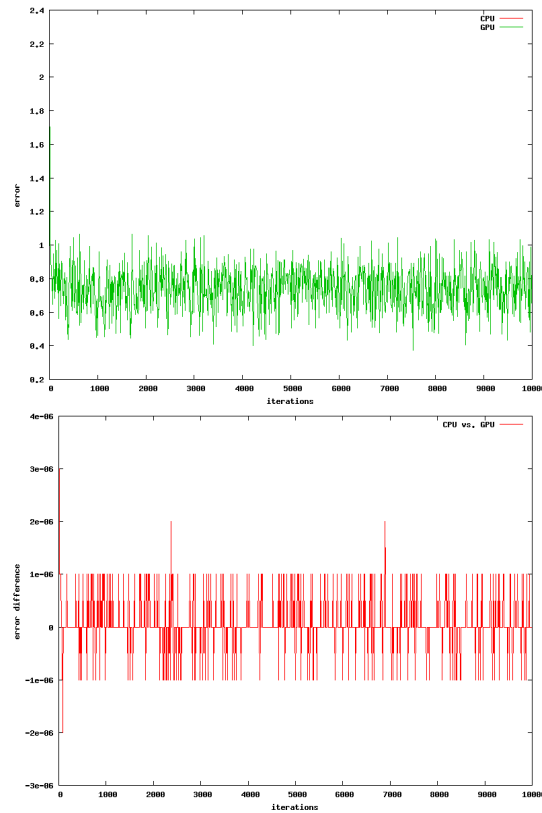 2.4
CPU
GPU
2.2
2
1.8
1.6
1.4
error
1.2
1
0.8
0.6
0.4
0.2
0 1000 2000 3000 4000 5000 6000 7000 8000 9000 10000
iterations
4e-06
CPU vs. GPU
3e-06
2e-06
1e-06
error difference
0
-1e-06
-2e-06
-3e-06
0 1000 2000 3000 4000 5000 6000 7000 8000 9000 10000
iterations